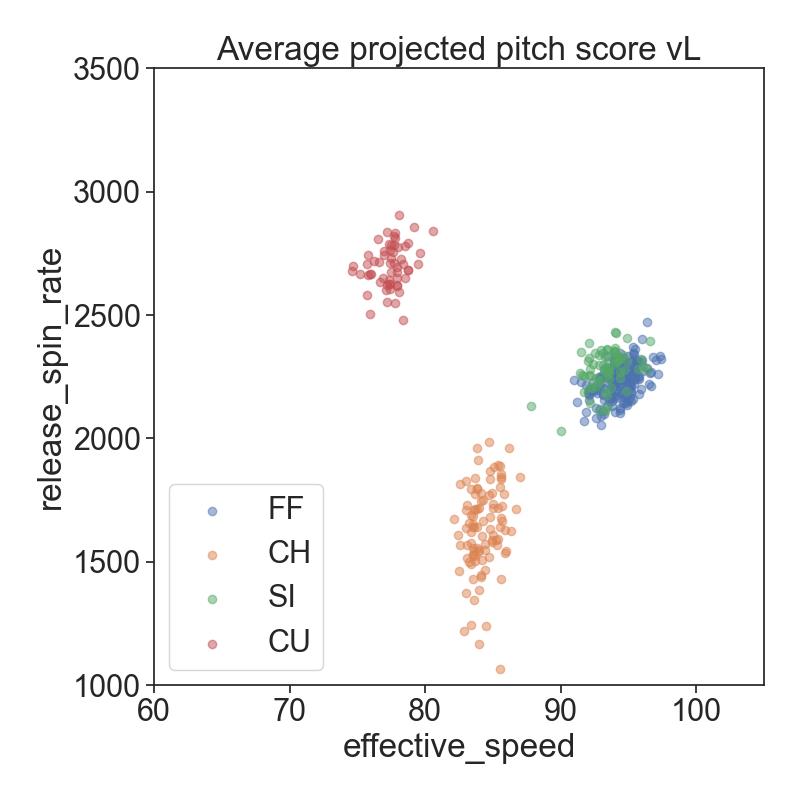 Average projected pitch score vL
3500
3000
2500
2000
1500
1000
release_spin_rate
FF
CH
SI
CU
60
70
80
90
100
effective_speed